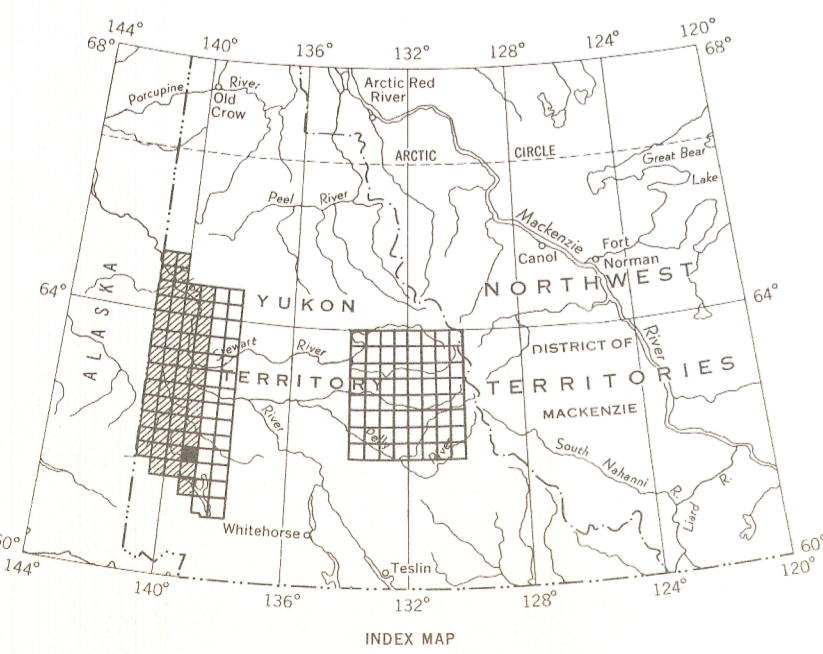 144° 140° 136° 132° 128° 124° 120°
68° 68°
Porcupine River
Old
Crow
Arctic Red
River
ARCTIC CIRCLE
Great Bear
Lake
Peel River
Mackenzie
Canol
Fort
Norman
64° 64°
ALASKA
YUKON
NORTHWEST
Stewart River
DISTRICT OF
River
TERRITORY
TERRITORIES
MACKENZIE
River
Pelly
River
South Nahanni R.
Liard R.
Whitehorse
Teslin
60°
144° 140° 136° 132° 128° 124° 120°
INDEX MAP